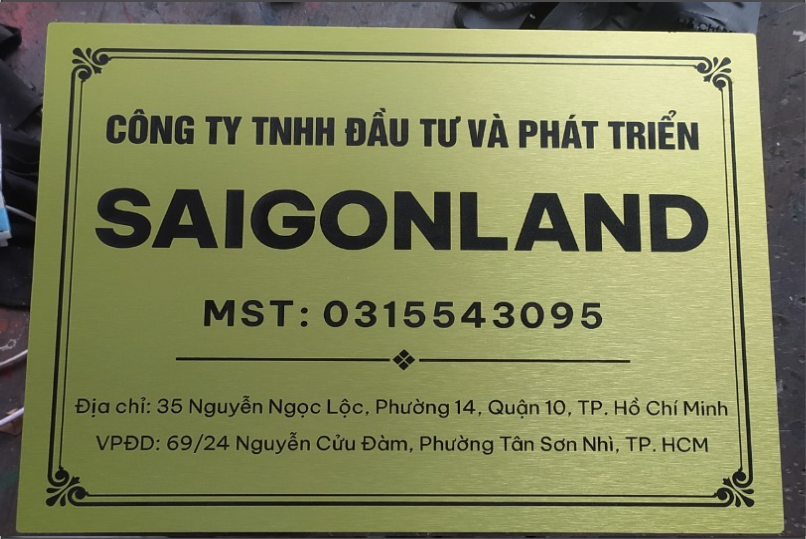 CÔNG TY TNHH ĐẦU TƯ VÀ PHÁT TRIỂN
SAIGONLAND
MST: 0315543095
Địa chỉ: 35 Nguyễn Ngọc Lộc, Phường 14, Quận 10, TP. Hồ Chí Minh
VPĐD: 69/24 Nguyễn Cửu Đàm, Phường Tân Sơn Nhì, TP. HCM